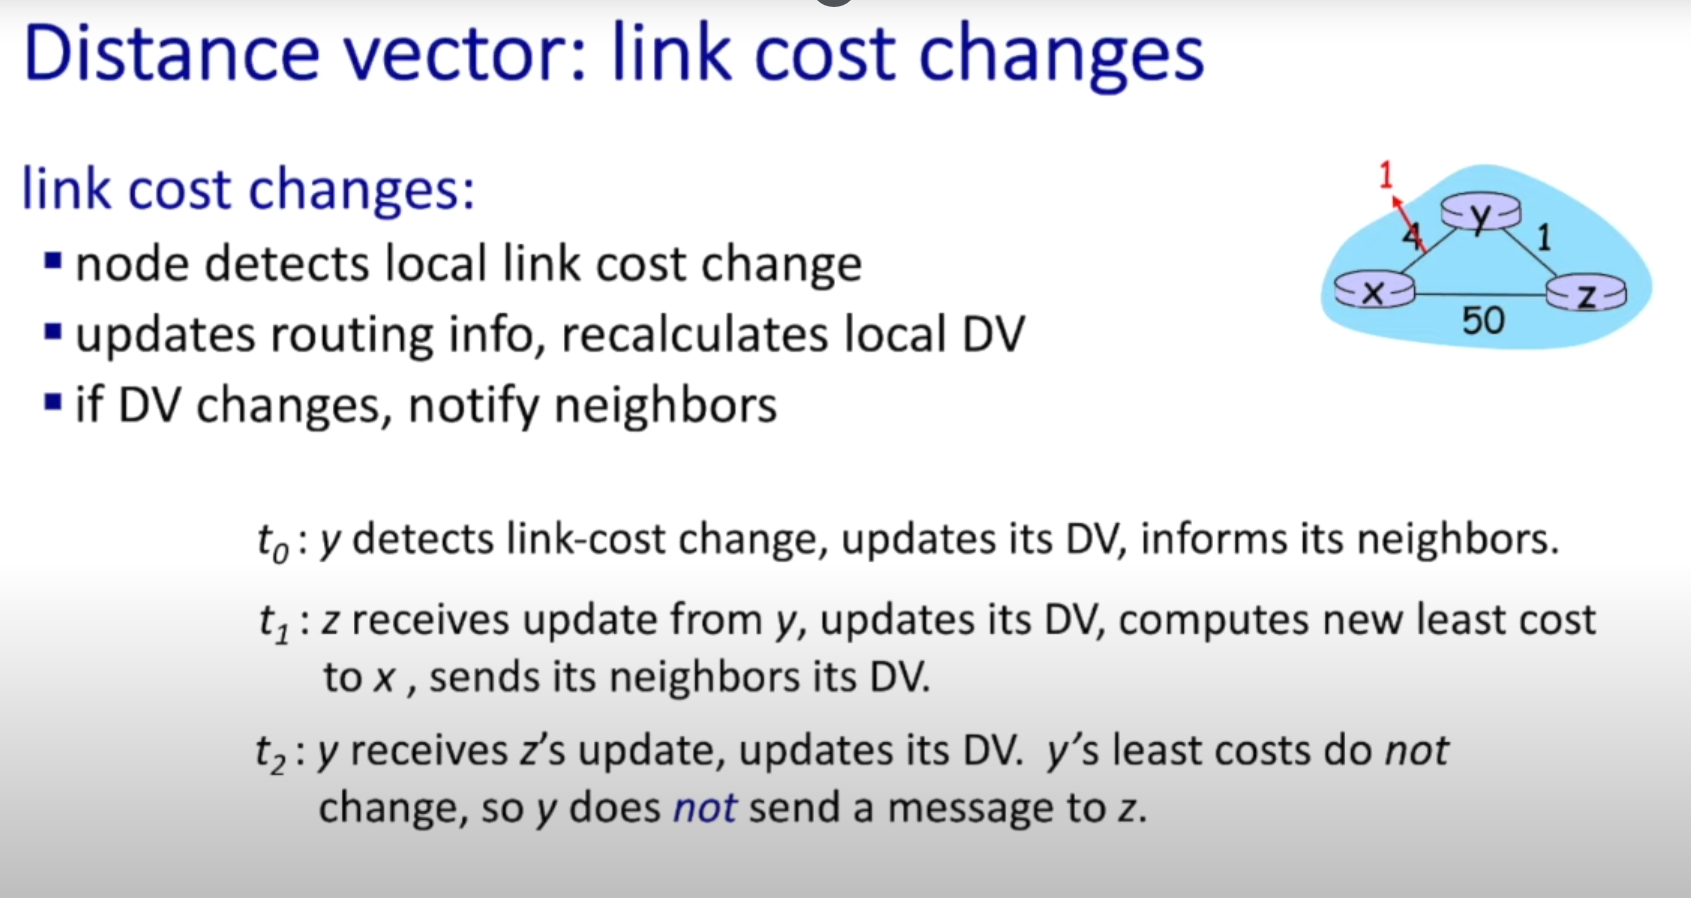 Distance vector: link cost changes
link cost changes:
▪ node detects local link cost change
▪ updates routing info, recalculates local DV
▪ if DV changes, notify neighbors
1
4
y
1
x
z
50
t0 : y detects link-cost change, updates its DV, informs its neighbors.
t1 : z receives update from y, updates its DV, computes new least cost
to x , sends its neighbors its DV.
t2 : y receives z’s update, updates its DV. y’s least costs do not
change, so y does not send a message to z.